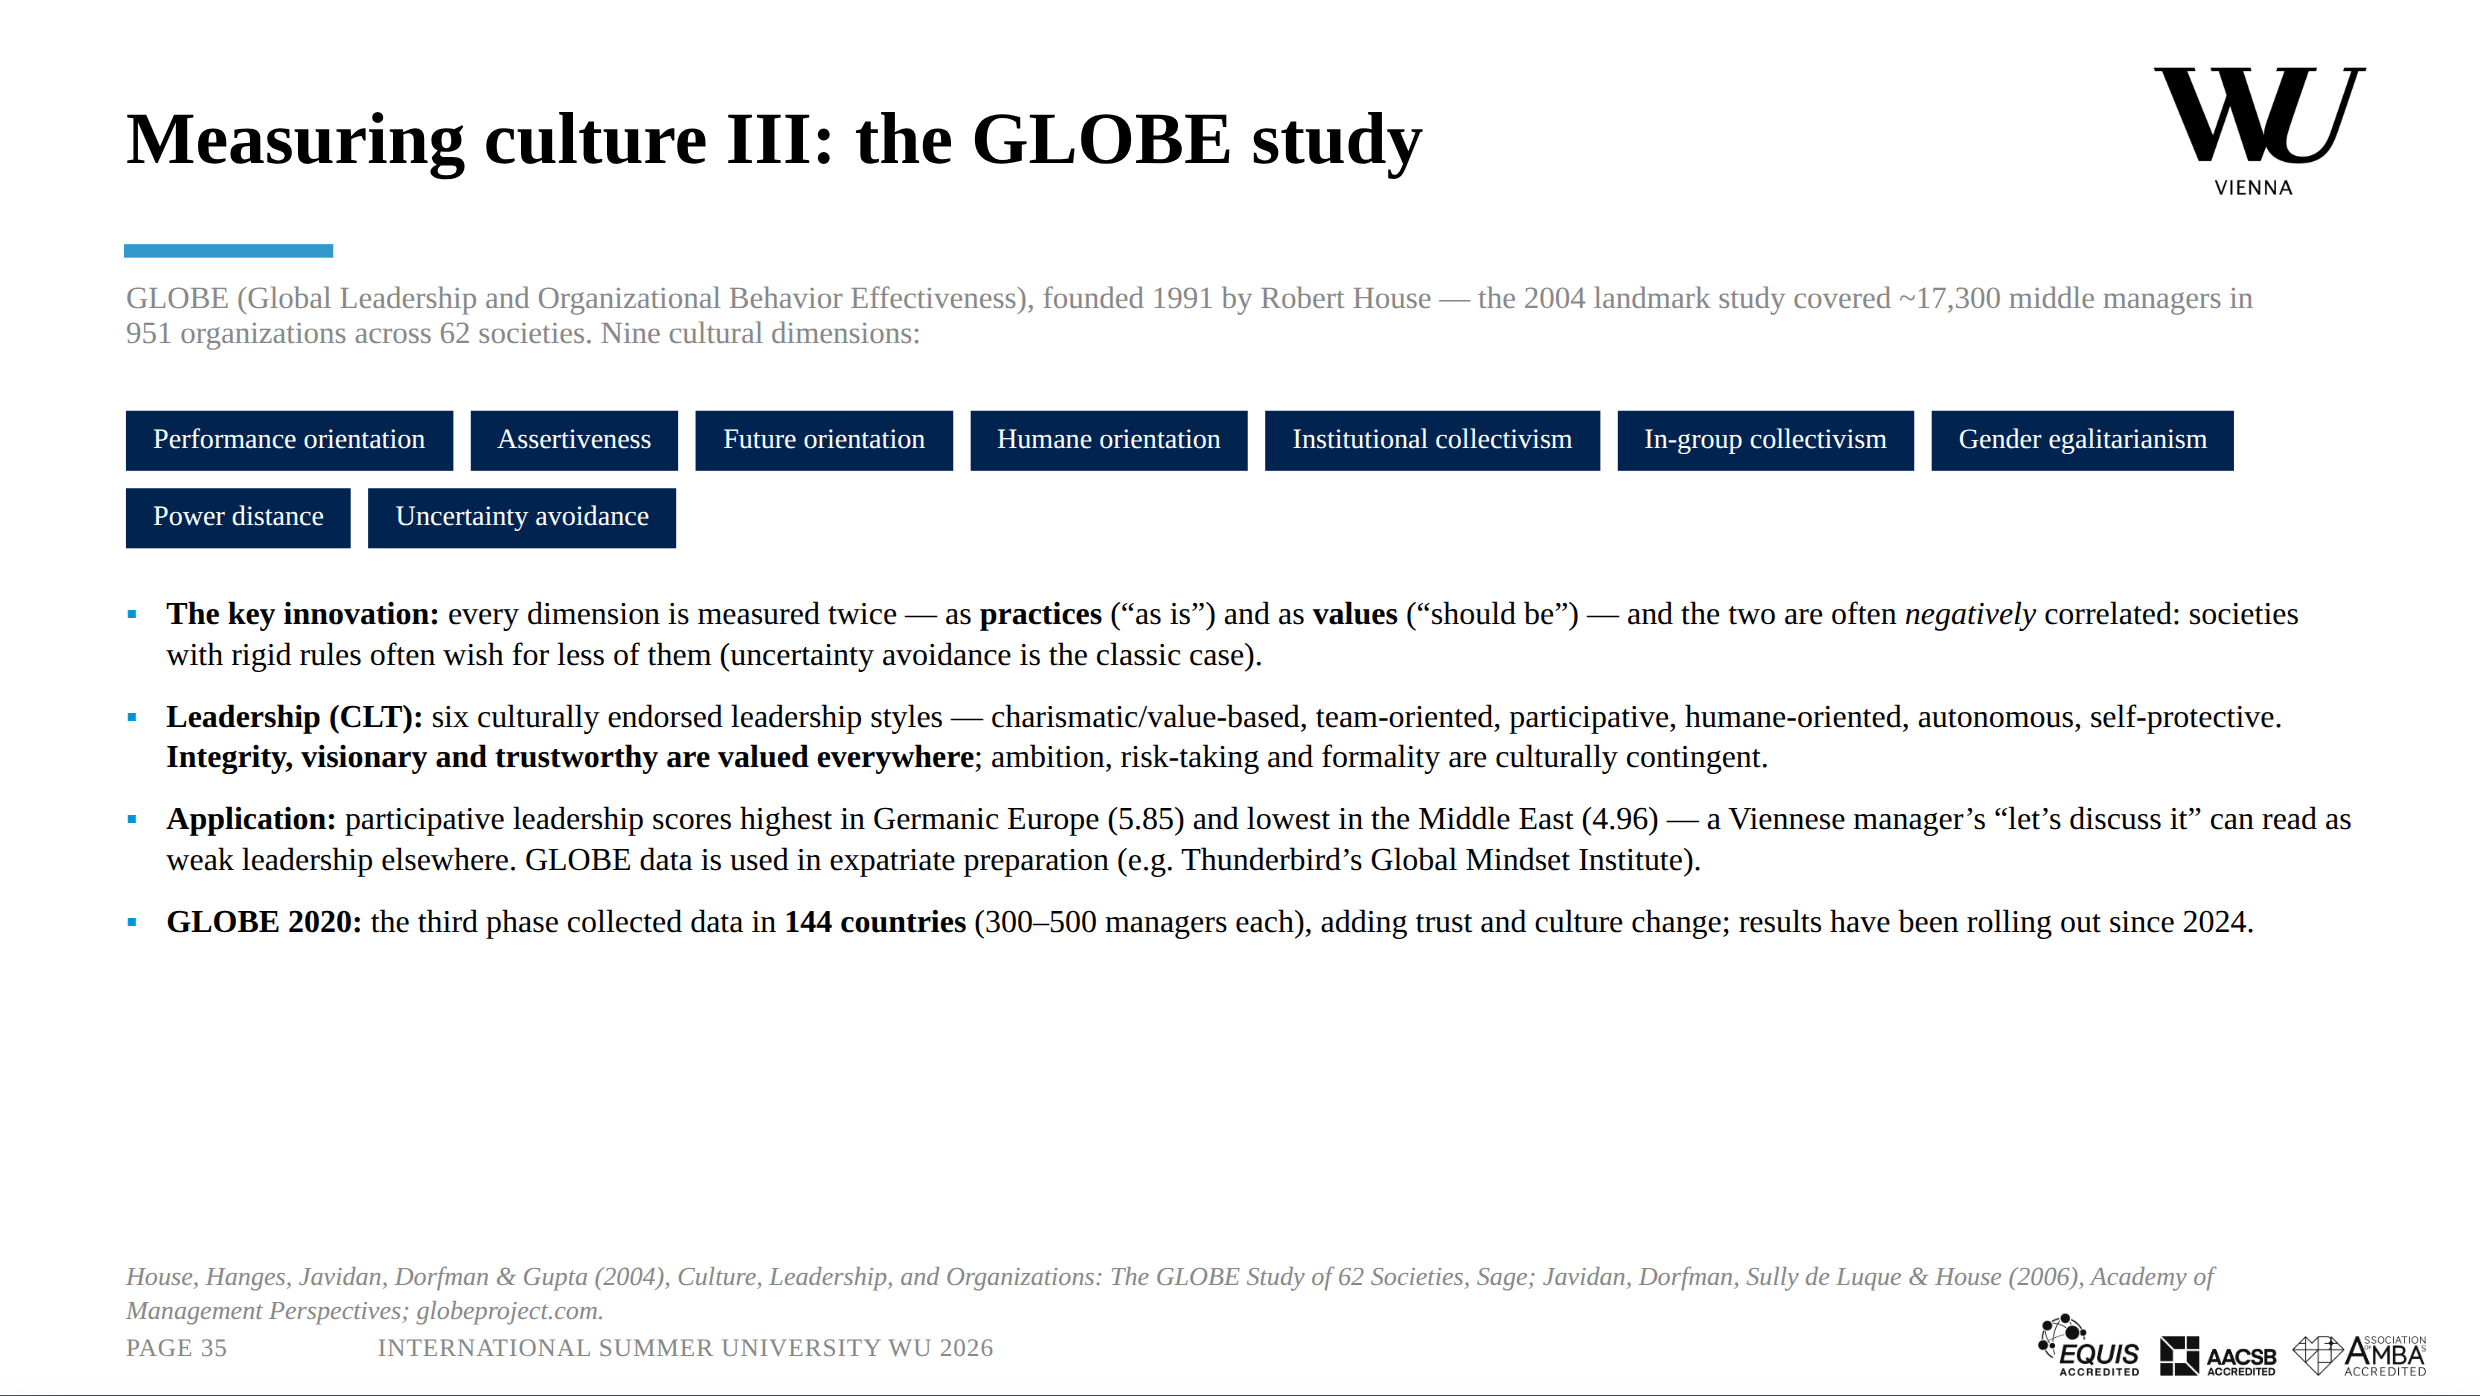 Measuring culture III: the GLOBE study
WU
VIENNA
GLOBE (Global Leadership and Organizational Behavior Effectiveness), founded 1991 by Robert House — the 2004 landmark study covered ~17,300 middle managers in
951 organizations across 62 societies. Nine cultural dimensions:
Performance orientation Assertiveness Future orientation Humane orientation Institutional collectivism In-group collectivism Gender egalitarianism
Power distance Uncertainty avoidance
▪ The key innovation: every dimension is measured twice — as practices (“as is”) and as values (“should be”) — and the two are often negatively correlated: societies
with rigid rules often wish for less of them (uncertainty avoidance is the classic case).
▪ Leadership (CLT): six culturally endorsed leadership styles — charismatic/value-based, team-oriented, participative, humane-oriented, autonomous, self-protective.
Integrity, visionary and trustworthy are valued everywhere; ambition, risk-taking and formality are culturally contingent.
▪ Application: participative leadership scores highest in Germanic Europe (5.85) and lowest in the Middle East (4.96) — a Viennese manager’s “let’s discuss it” can read as
weak leadership elsewhere. GLOBE data is used in expatriate preparation (e.g. Thunderbird’s Global Mindset Institute).
▪ GLOBE 2020: the third phase collected data in 144 countries (300–500 managers each), adding trust and culture change; results have been rolling out since 2024.
House, Hanges, Javidan, Dorfman & Gupta (2004), Culture, Leadership, and Organizations: The GLOBE Study of 62 Societies, Sage; Javidan, Dorfman, Sully de Luque & House (2006), Academy of
Management Perspectives; globeproject.com.
PAGE 35 INTERNATIONAL SUMMER UNIVERSITY WU 2026
EQUIS
ACCREDITED
AACSB
ACCREDITED
ASSOCIATION
OF
AMBAS
ACCREDITED